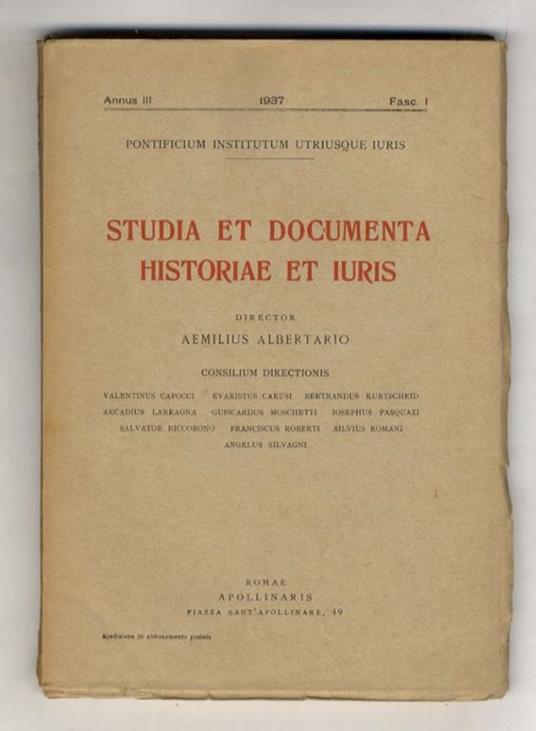 Annus III 1937 Fasc. I
PONTIFICIUM INSTITUTUM UTRIUSQUE IURIS
STUDIA ET DOCUMENTA
HISTORIAE ET IURIS
DIRECTOR
AEMILIUS ALBERTARIO
CONSILIUM DIRECTIONIS
VALENTINUS CAPOCCI EVARISTUS CARUSI BERTRANDUS KURTSCHEID
ARCADIUS LARRAONA GUISCARDUS MOSCHETTI IOSEPHUS PASQUAZI
SALVATOR RICCOBONO FRANCISCUS ROBERTI SILVIUS ROMANI
ANGELUS SILVAGNI
ROMAE
APOLLINARIS
PIAZZA SANT'APOLLINARE, 49
Spedizione in abbonamento postale